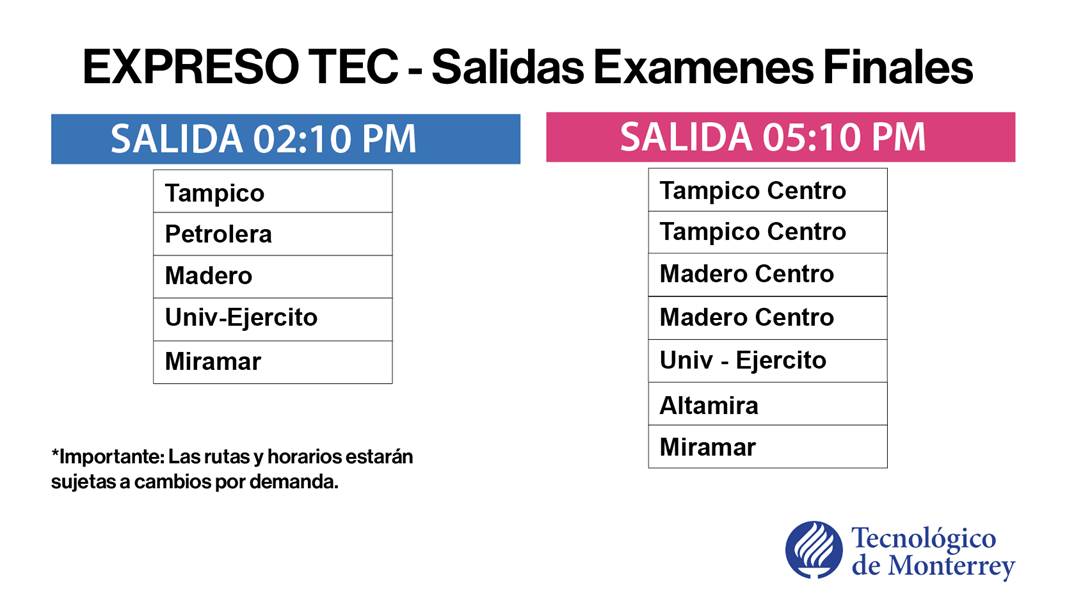 EXPRESO TEC - Salidas Examenes Finales
SALIDA 02:10 PM
Tampico
Petrolera
Madero
Univ-Ejercito
Miramar
*Importante: Las rutas y horarios estarán
sujetas a cambios por demanda.
SALIDA 05:10 PM
Tampico Centro
Tampico Centro
Madero Centro
Madero Centro
Univ - Ejercito
Altamira
Miramar
Tecnológico
de Monterrey